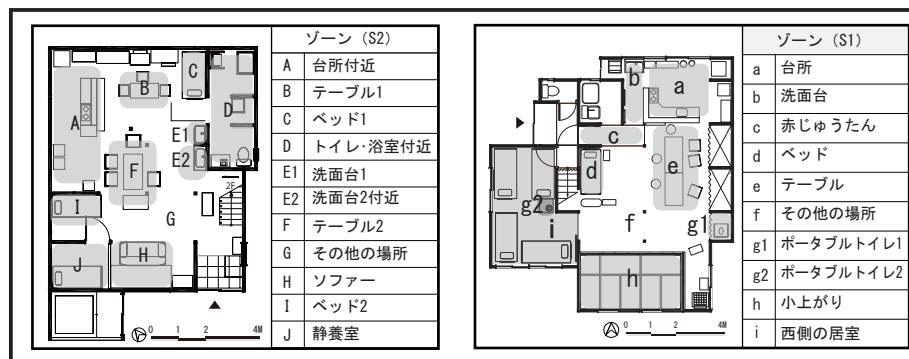 ゾーン (S2)
A 台所付近
B テーブル1
C ベッド1
D トイレ・浴室付近
E1 洗面台1
E2 洗面台2付近
F テーブル2
G その他の場所
H ソファー
I ベッド2
J 静養室
A
B
C
D
E1
E2
F
G
H
I
J
2F
0 1 2 4M
ゾーン (S1)
a 台所
b 洗面台
c 赤じゅうたん
d ベッド
e テーブル
f その他の場所
g1 ポータブルトイレ1
g2 ポータブルトイレ2
h 小上がり
i 西側の居室
a
b
c
d
e
f
g1
g2
h
i
0 1 2 4M